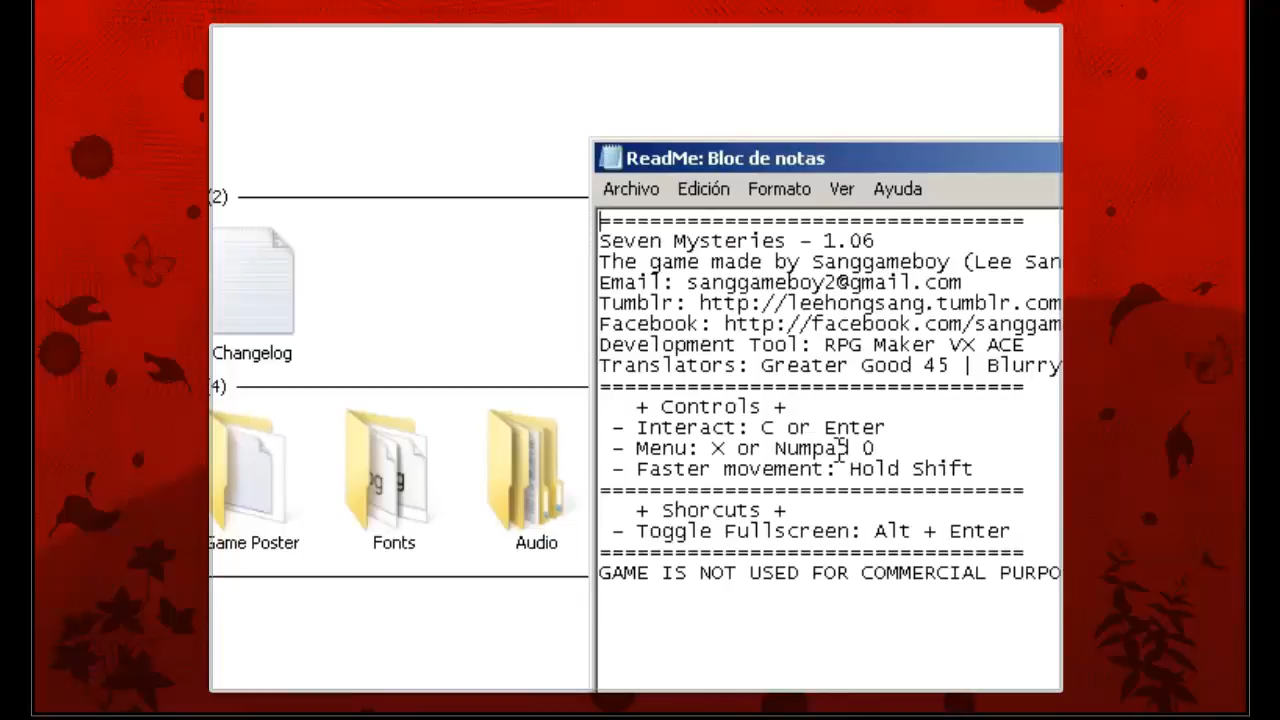 (2)
Changelog
(4)
Game Poster
Fonts
Audio
ReadMe: Bloc de notas
Archivo Edición Formato Ver Ayuda
==================================
Seven Mysteries - 1.06
The game made by Sanggameboy (Lee San
Email: sanggameboy2@gmail.com
Tumblr: http://leehongsang.tumblr.com
Facebook: http://facebook.com/sanggam
Development Tool: RPG Maker VX ACE
Translators: Greater Good 45 | Blurry
==================================
+ Controls +
- Interact: C or Enter
- Menu: X or Numpad 0
- Faster movement: Hold Shift
==================================
+ Shorcuts +
- Toggle Fullscreen: Alt + Enter
==================================
GAME IS NOT USED FOR COMMERCIAL PURPO